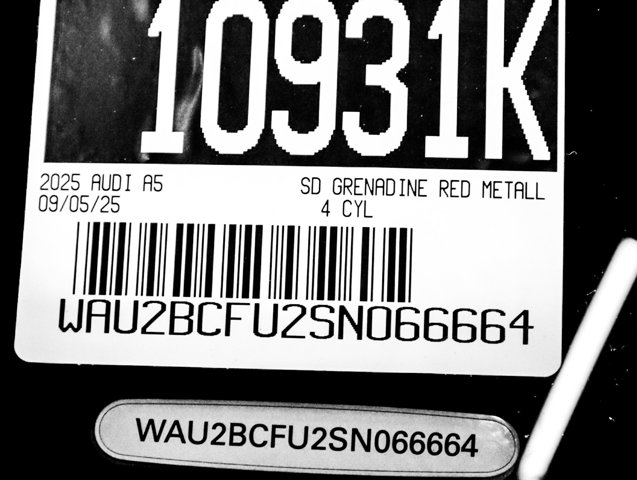 10931K
2025 AUDI A5 SD GRENADINE RED METALL
09/05/25 4 CYL
WAU2BCFU2SN066664
WAU2BCFU2SN066664